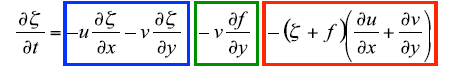 ∂ζ/∂t = −u ∂ζ/∂x − v ∂ζ/∂y − v ∂f/∂y − (ζ + f)(∂u/∂x + ∂v/∂y)